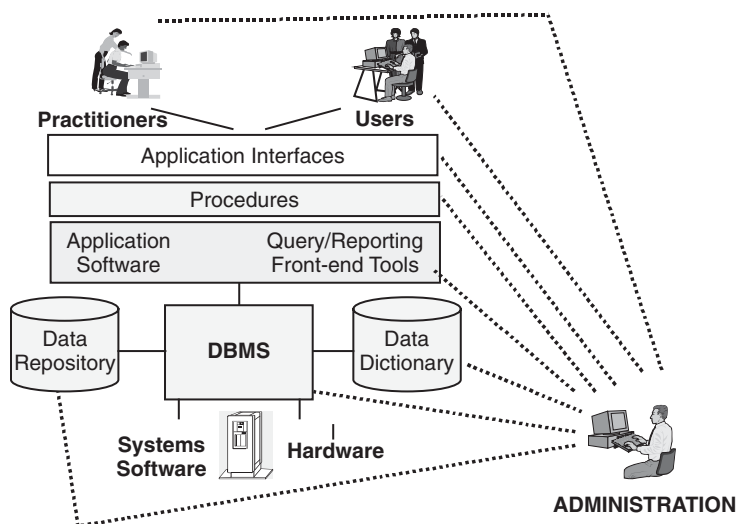 Practitioners
Users
Application Interfaces
Procedures
Application
Software
Query/Reporting
Front-end Tools
Data
Repository
DBMS
Data
Dictionary
Systems
Software
Hardware
ADMINISTRATION